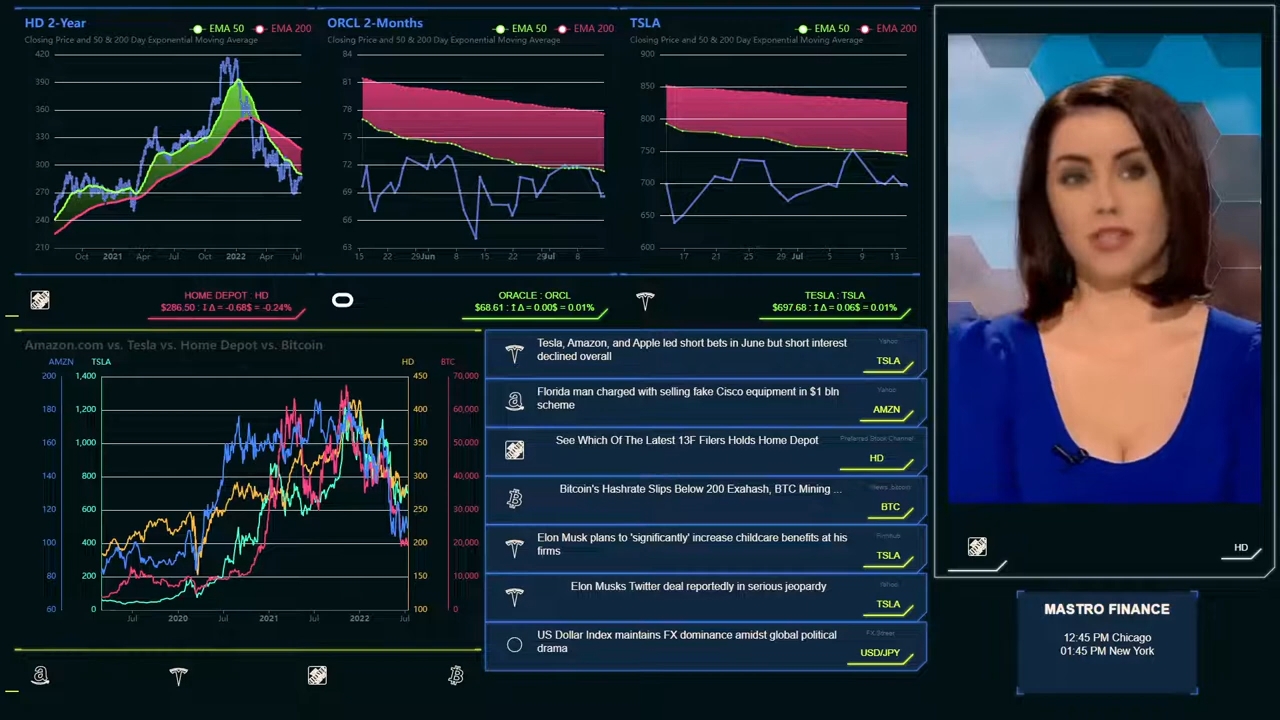 HD 2-Year
EMA 50
EMA 200
Closing Price and 50 & 200 Day Exponential Moving Average
420
390
360
330
300
270
240
210
Oct
2021
Apr
Jul
Oct
2022
Apr
Jul
ORCL 2-Months
EMA 50
EMA 200
Closing Price and 50 & 200 Day Exponential Moving Average
84
81
78
75
72
69
66
63
15
22
29
Jun
8
15
22
29
Jul
8
TSLA
EMA 50
EMA 200
Closing Price and 50 & 200 Day Exponential Moving Average
900
850
800
750
700
650
600
17
21
25
29
Jul
5
9
13
HOME DEPOT : HD
$286.50 : I Δ = -0.68$ = -0.24%
ORACLE : ORCL
$68.61 : I Δ = 0.00$ = 0.01%
TESLA : TSLA
$697.68 : I Δ = 0.06$ = 0.01%
Amazon.com vs. Tesla vs. Home Depot vs. Bitcoin
AMZN
TSLA
HD
BTC
200
180
160
140
120
100
80
60
1,400
1,200
1,000
800
600
400
200
0
450
400
350
300
250
200
150
100
70,000
60,000
50,000
40,000
30,000
20,000
10,000
0
Jul
2020
Jul
2021
Jul
2022
Jul
Tesla, Amazon, and Apple led short bets in June but short interest
declined overall
Yahoo
TSLA
Florida man charged with selling fake Cisco equipment in $1 bln
scheme
Yahoo
AMZN
See Which Of The Latest 13F Filers Holds Home Depot
Preferred Stock Channel
HD
Bitcoin's Hashrate Slips Below 200 Exahash, BTC Mining ...
BTC
Elon Musk plans to 'significantly' increase childcare benefits at his
firms
TSLA
Elon Musks Twitter deal reportedly in serious jeopardy
Yahoo
TSLA
US Dollar Index maintains FX dominance amidst global political
drama
FX Street
USD/JPY
HD
MASTRO FINANCE
12:45 PM Chicago
01:45 PM New York